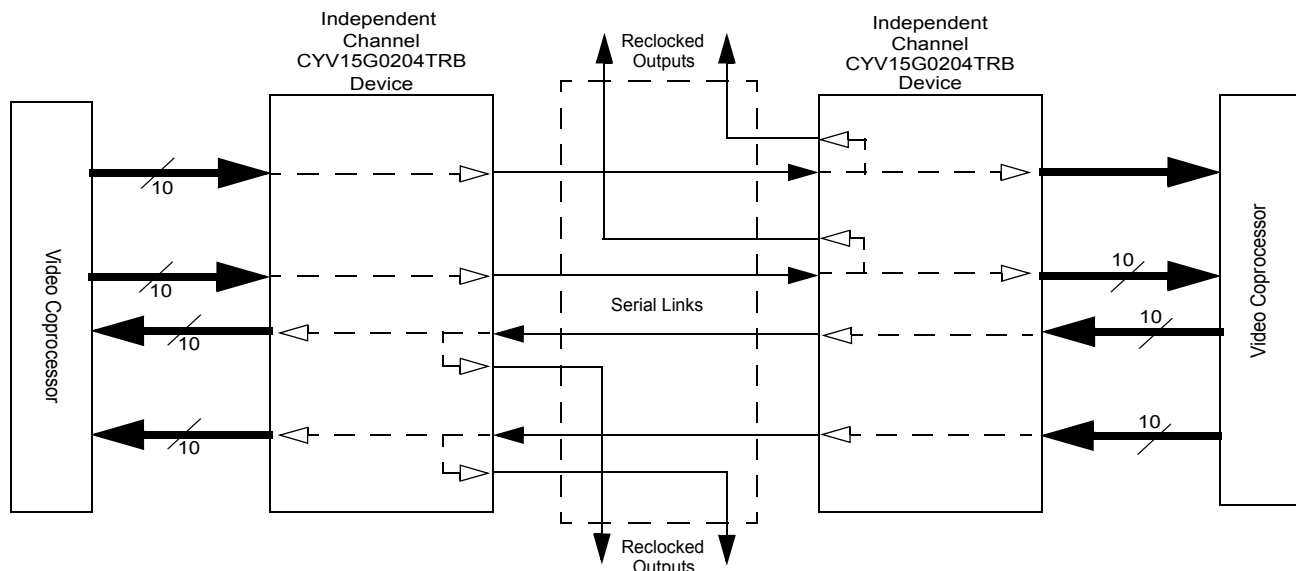 Independent
Channel
CYV15G0204TRB
Device
Reclocked
Outputs
Independent
Channel
CYV15G0204TRB
Device
Video Coprocessor
10
10
10
10
Serial Links
10
10
10
Video Coprocessor
Reclocked
Outputs